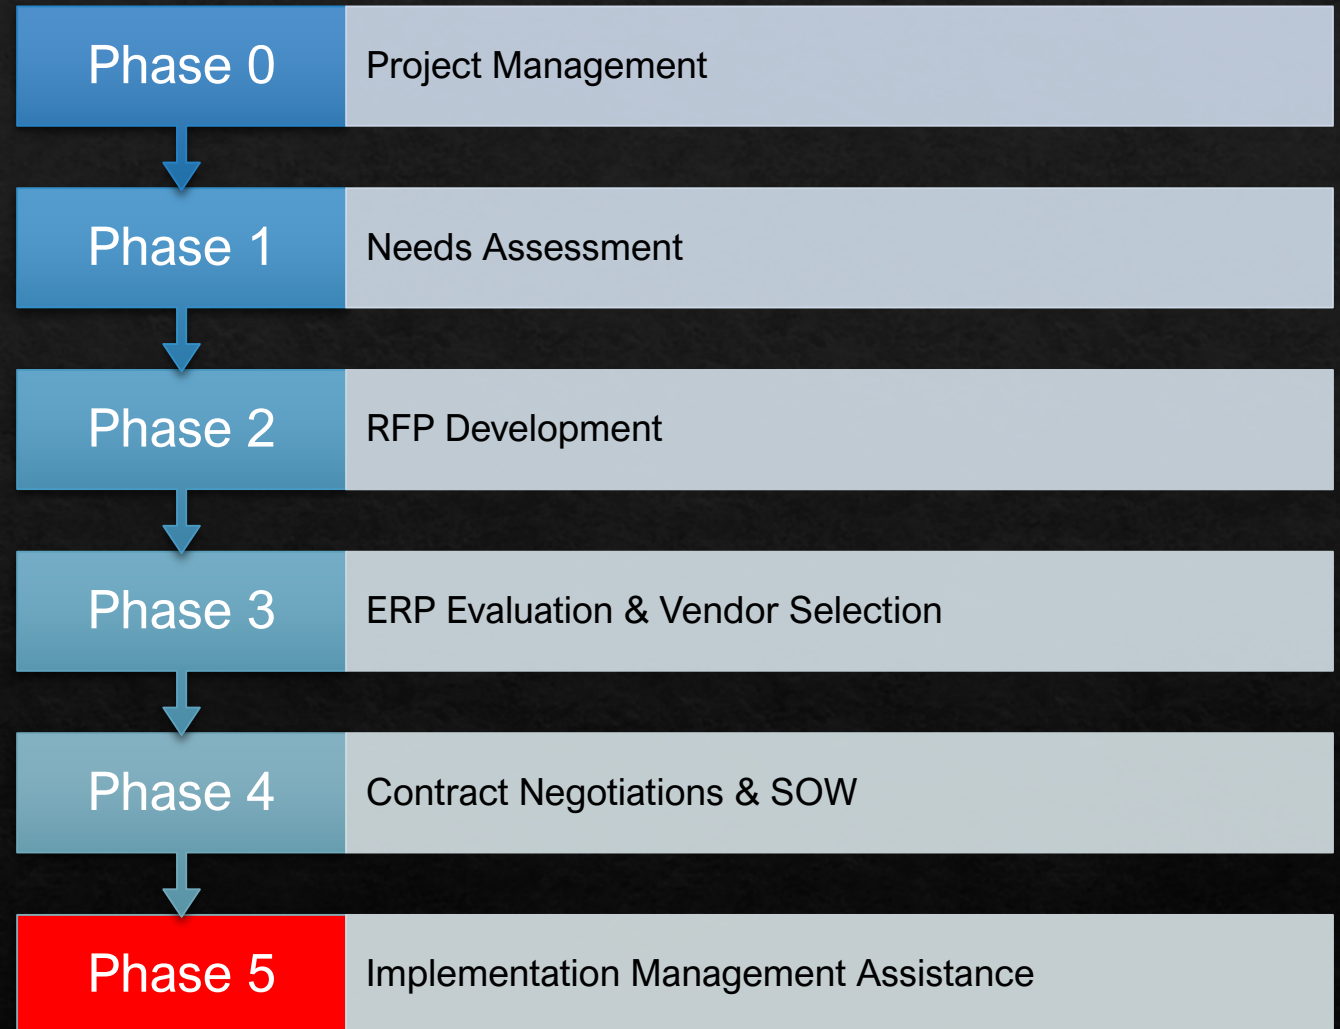 Phase 0
Project Management
Phase 1
Needs Assessment
Phase 2
RFP Development
Phase 3
ERP Evaluation & Vendor Selection
Phase 4
Contract Negotiations & SOW
Phase 5
Implementation Management Assistance